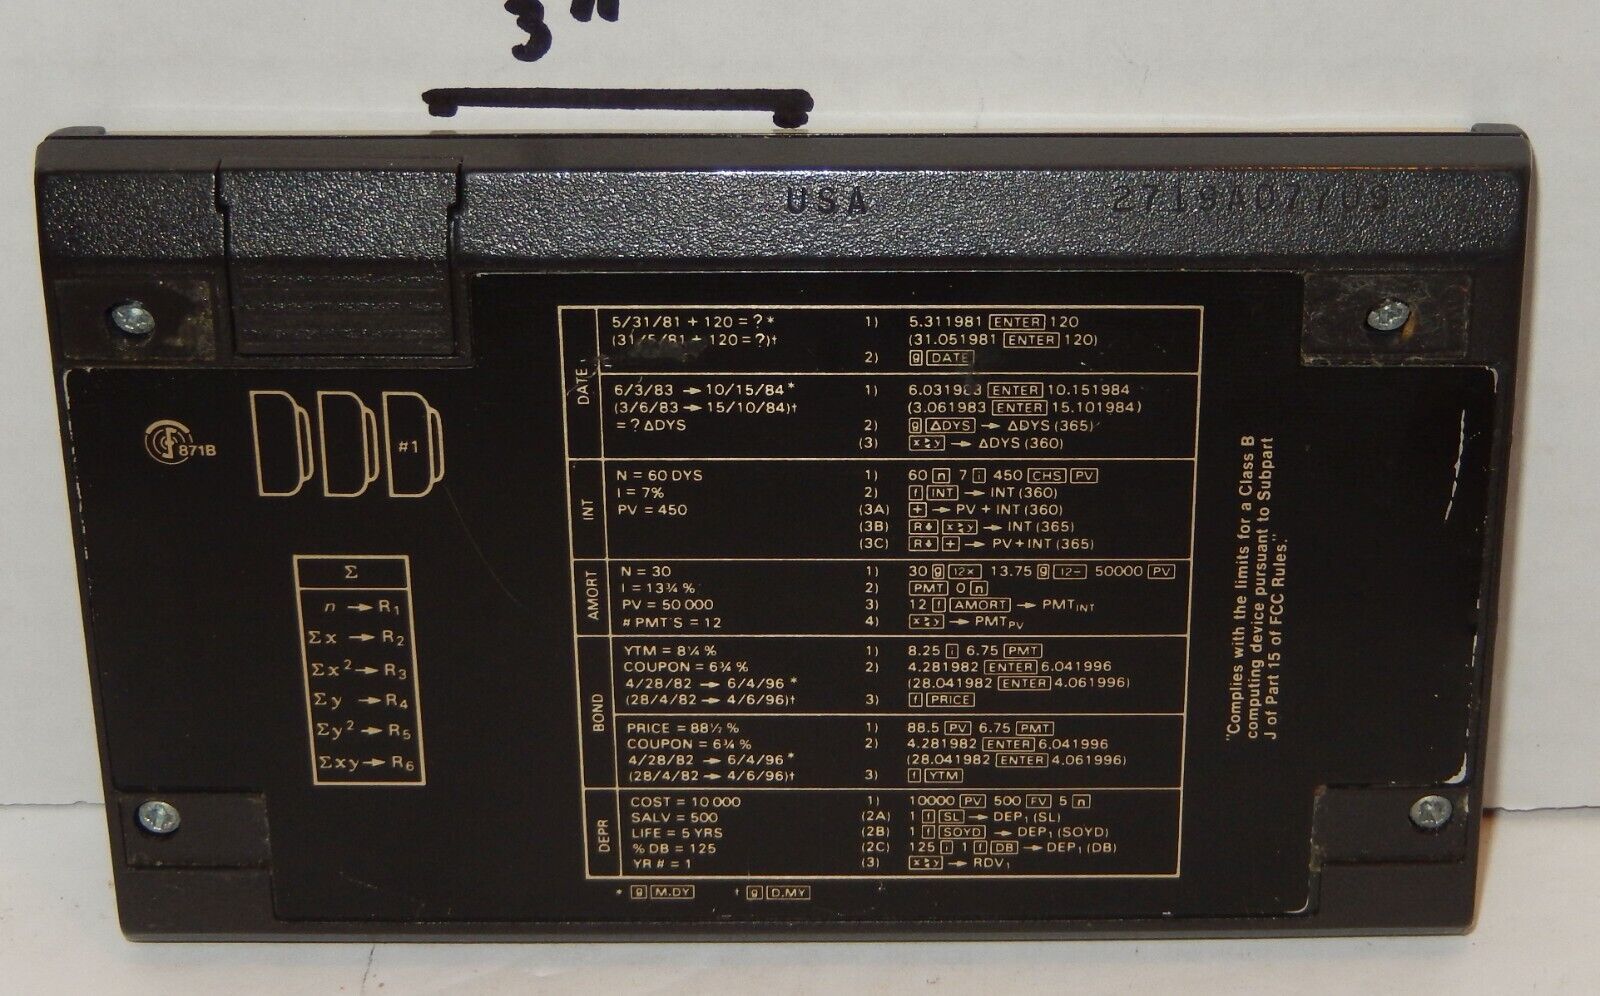 3"
USA 2719A07703
871B
#1
Σ
n → R1
Σx → R2
Σx² → R3
Σy → R4
Σy² → R5
Σxy → R6
DATE
5/31/81 + 120 = ?* 1) 5.311981 ENTER 120
(31/5/81 + 120 = ?)† (31.051981 ENTER 120)
2) g DATE
6/3/83 → 10/15/84* 1) 6.031983 ENTER 10.151984
(3/6/83 → 15/10/84)† (3.061983 ENTER 15.101984)
= ? ΔDYS 2) g ΔDYS → ΔDYS (365)
(3) x≷y → ΔDYS (360)
INT
N = 60 DYS 1) 60 n 7 i 450 CHS PV
I = 7% 2) f INT → INT (360)
PV = 450 (3A) + → PV + INT (360)
(3B) R↓ x≷y → INT (365)
(3C) R↓ + → PV+INT (365)
AMORT
N = 30 1) 30 g 12× 13.75 g 12÷ 50000 PV
I = 13¾ % 2) PMT 0 n
PV = 50 000 3) 12 f AMORT → PMT INT
# PMT'S = 12 4) x≷y → PMT PV
BOND
YTM = 8¼ % 1) 8.25 i 6.75 PMT
COUPON = 6¾ % 2) 4.281982 ENTER 6.041996
4/28/82 → 6/4/96* (28.041982 ENTER 4.061996)
(28/4/82 → 4/6/96)† 3) f PRICE
PRICE = 88½ % 1) 88.5 PV 6.75 PMT
COUPON = 6¾ % 2) 4.281982 ENTER 6.041996
4/28/82 → 6/4/96* (28.041982 ENTER 4.061996)
(28/4/82 → 4/6/96)† 3) f YTM
DEPR
COST = 10 000 1) 10000 PV 500 FV 5 n
SALV = 500 (2A) 1 f SL → DEP1 (SL)
LIFE = 5 YRS (2B) 1 f SOYD → DEP1 (SOYD)
% DB = 125 (2C) 125 i 1 f DB → DEP1 (DB)
YR # = 1 (3) x≷y → RDV1
* g M.DY † g D.MY
"Complies with the limits for a Class B
computing device pursuant to Subpart
J of Part 15 of FCC Rules."